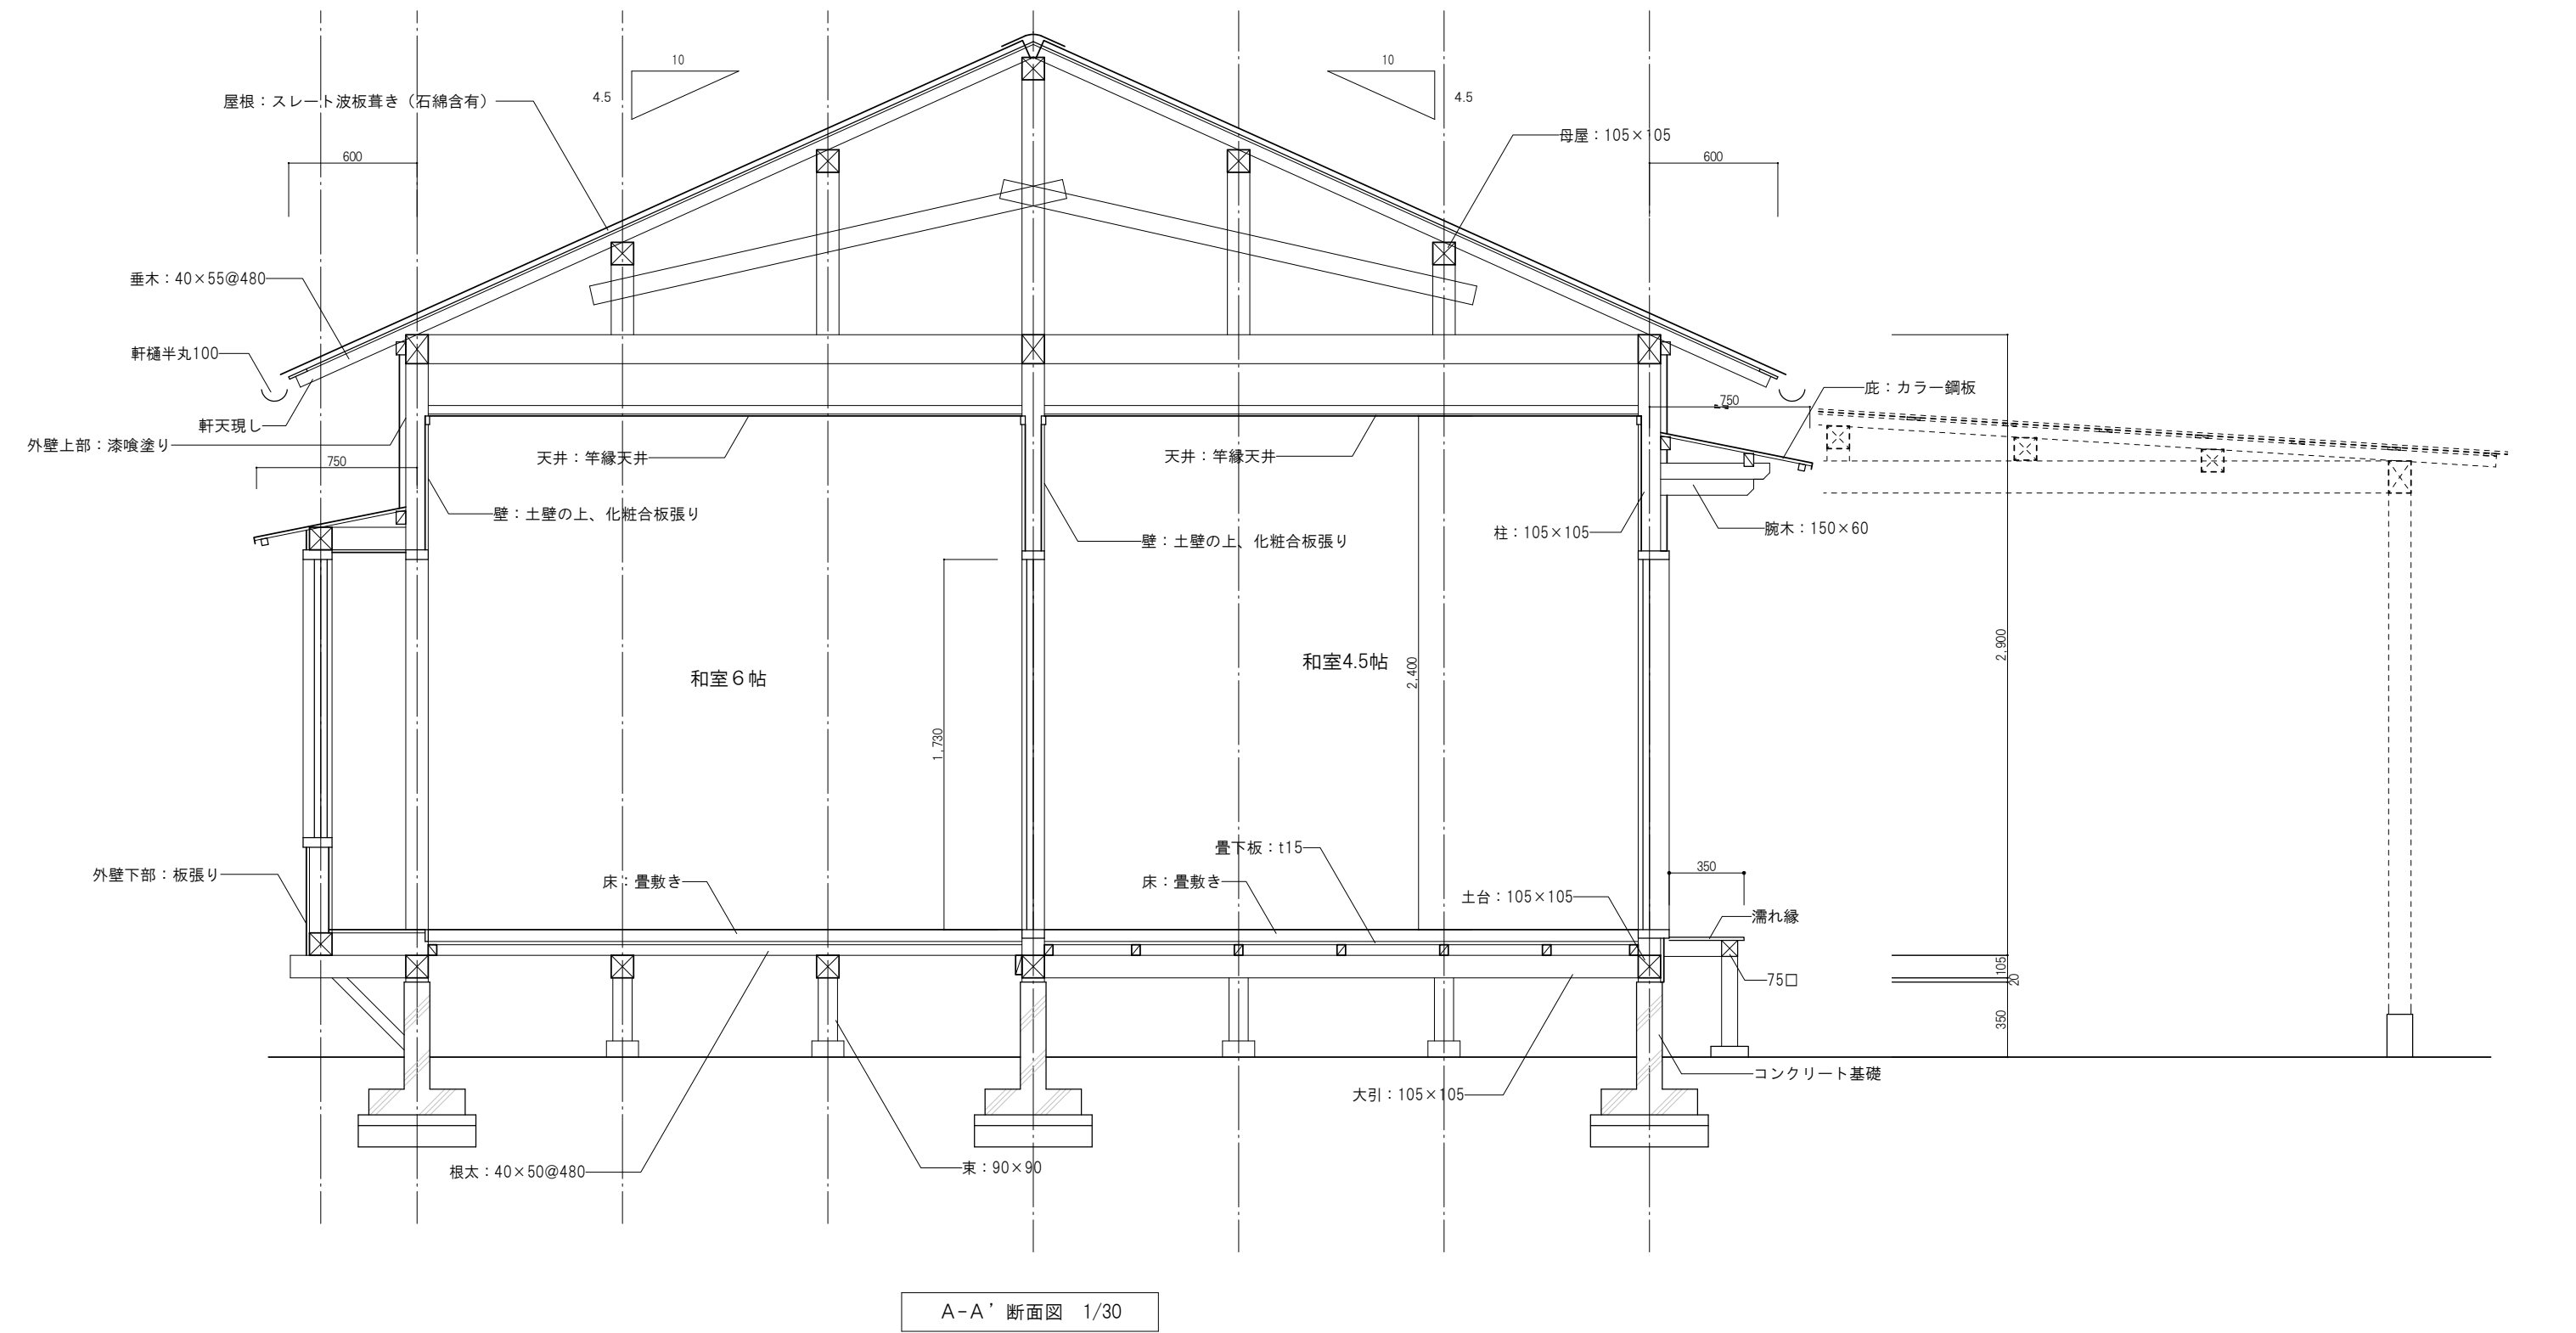 10
10
屋根：スレート波板葺き（石綿含有）
4.5
4.5
母屋：105×105
600
600
垂木：40×55@480
軒樋半丸100
庇：カラー鋼板
750
軒天現し
外壁上部：漆喰塗り
天井：竿縁天井
天井：竿縁天井
750
壁：土壁の上、化粧合板張り
柱：105×105
腕木：150×60
壁：土壁の上、化粧合板張り
2,900
和室4.5帖
2,400
和室６帖
1,730
畳下板：t15
350
外壁下部：板張り
床：畳敷き
床：畳敷き
土台：105×105
濡れ縁
105
75口
20
350
コンクリート基礎
大引：105×105
束：90×90
根太：40×50@480
A-A’断面図　1/30